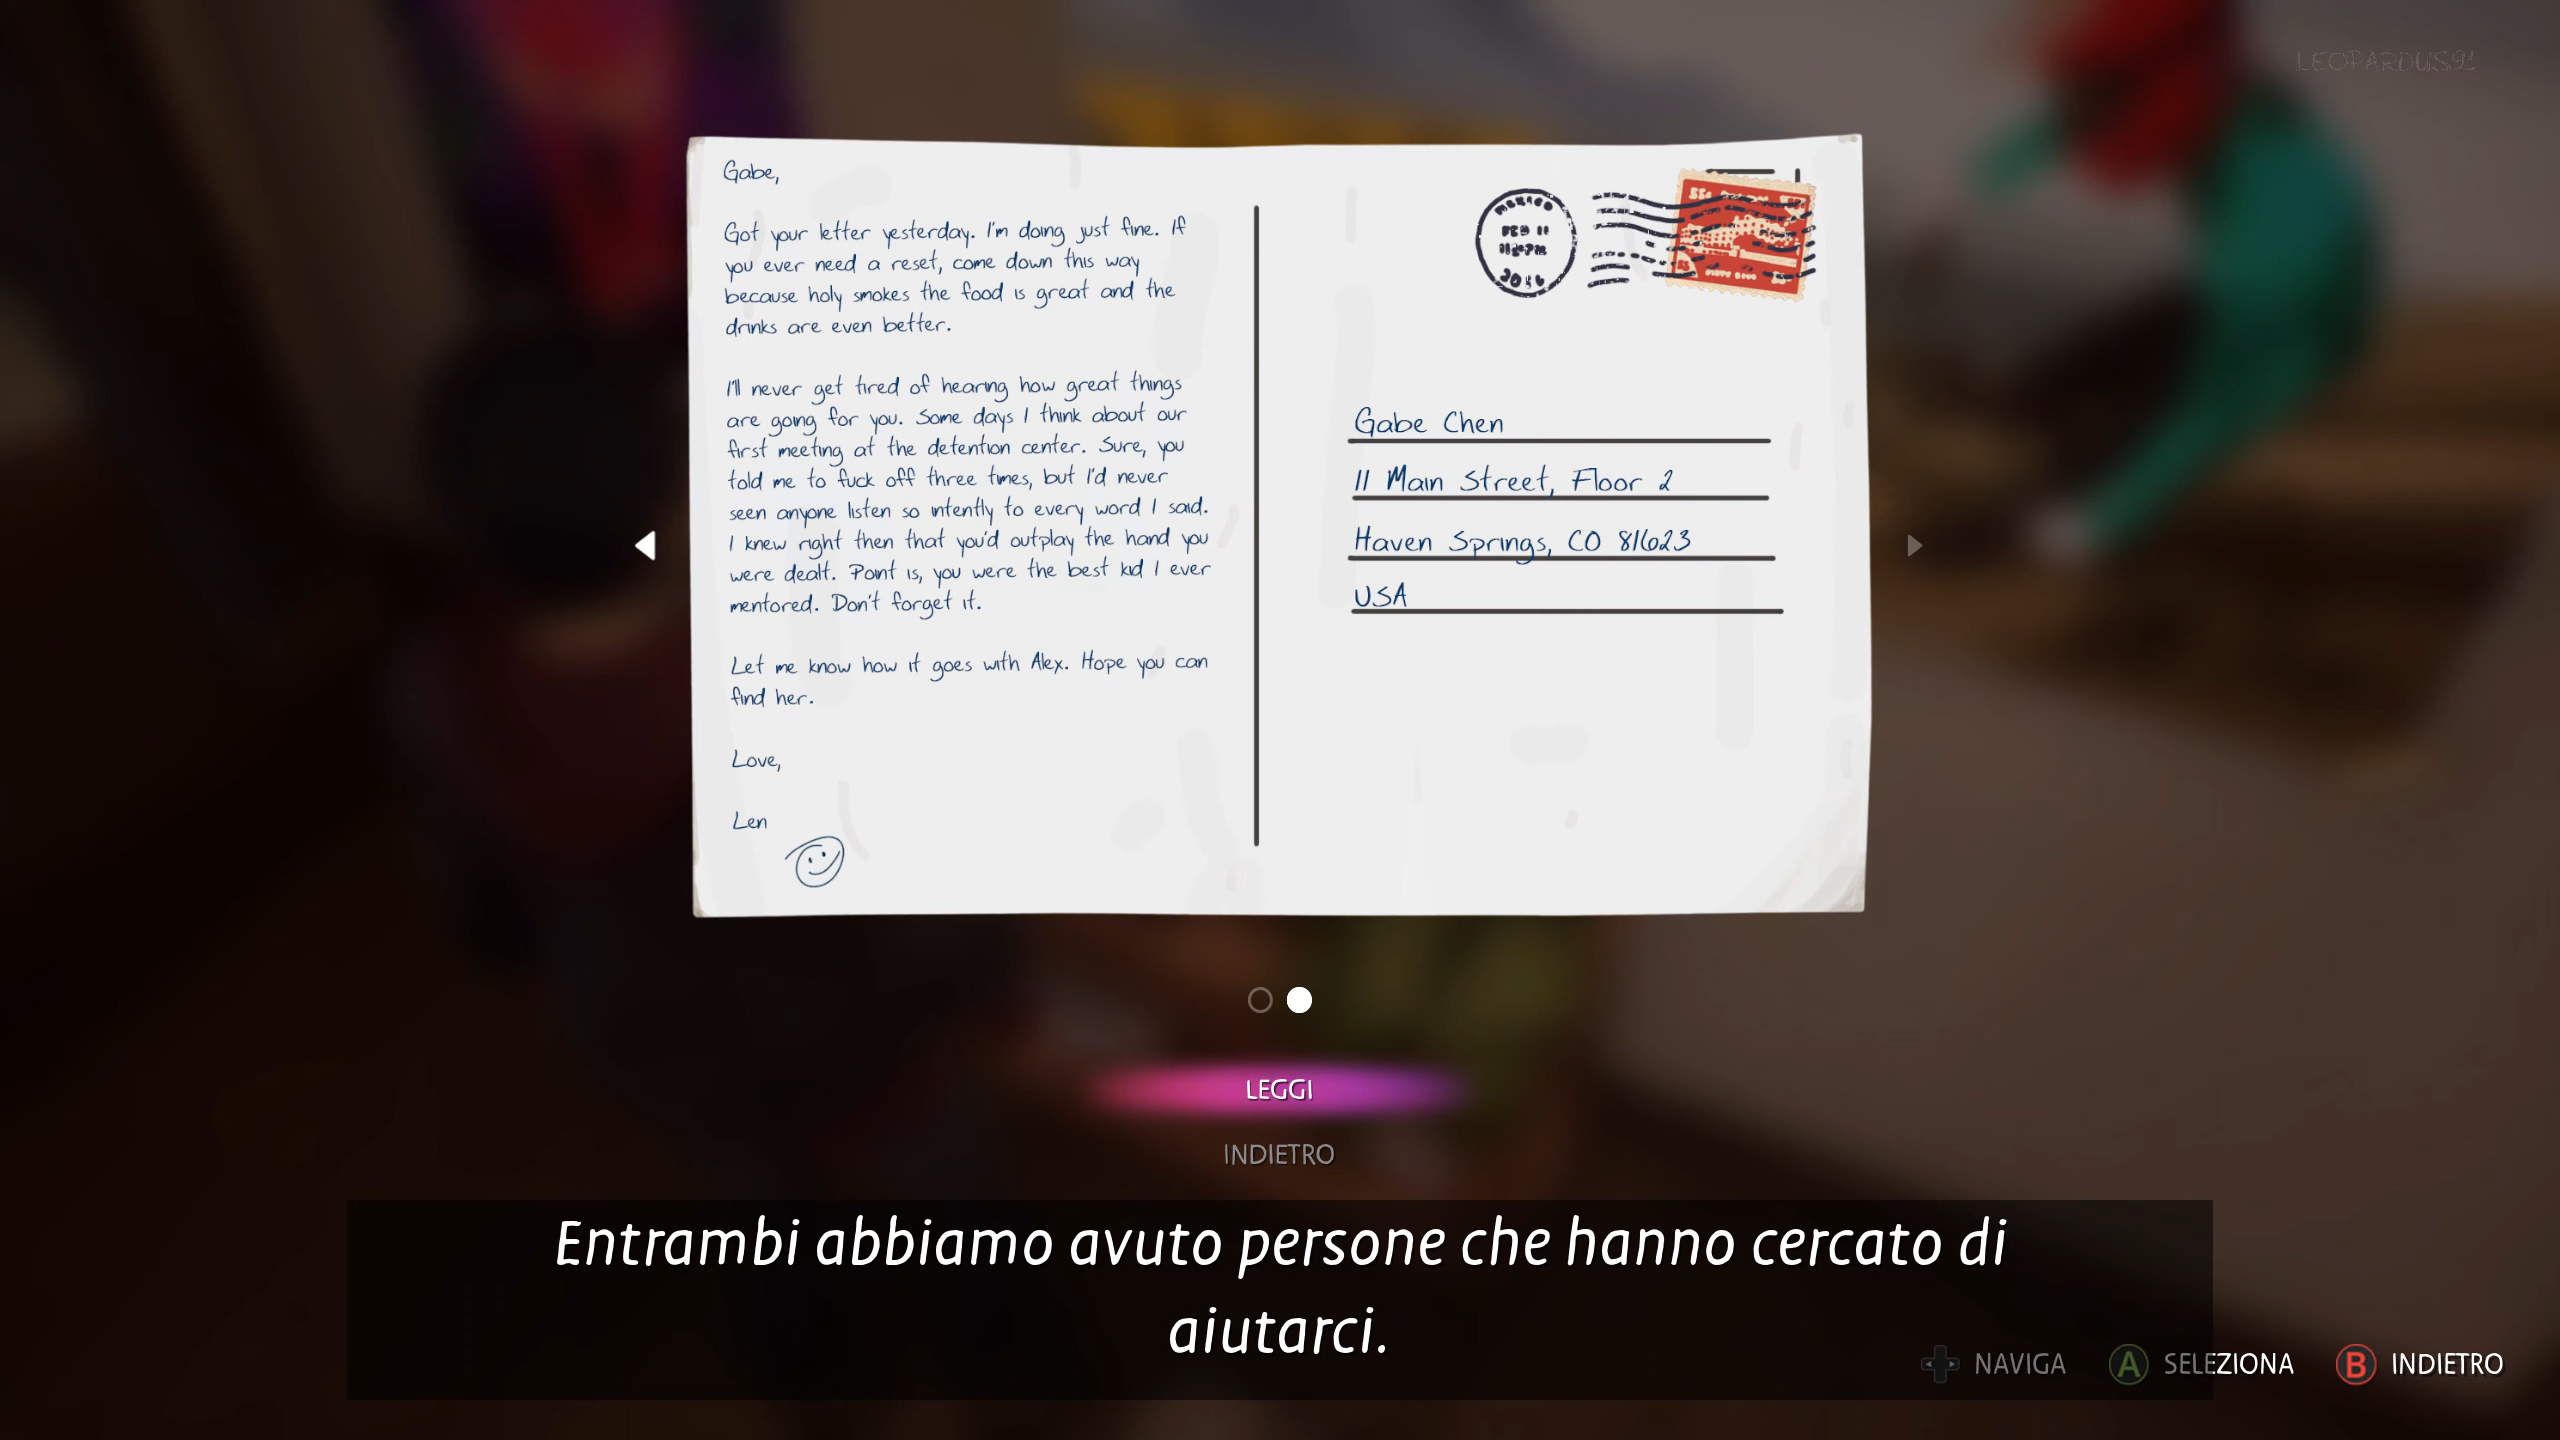 LEOPARDUS91
Gabe,
Got your letter yesterday. I'm doing just fine. If
you ever need a reset, come down this way
because holy smokes the food is great and the
drinks are even better.
I'll never get tired of hearing how great things
are going for you. Some days I think about our
first meeting at the detention center. Sure, you
told me to fuck off three times, but I'd never
seen anyone listen so intently to every word I said.
I knew right then that you'd outplay the hand you
were dealt. Point is, you were the best kid I ever
mentored. Don't forget it.
Let me know how it goes with Alex. Hope you can
find her.
Love,
Len
MEXICO
FEB 11
PM
55¢
Gabe Chen
11 Main Street, Floor 2
Haven Springs, CO 81623
USA
LEGGI
INDIETRO
Entrambi abbiamo avuto persone che hanno cercato di
aiutarci.
NAVIGA A SELEZIONA B INDIETRO